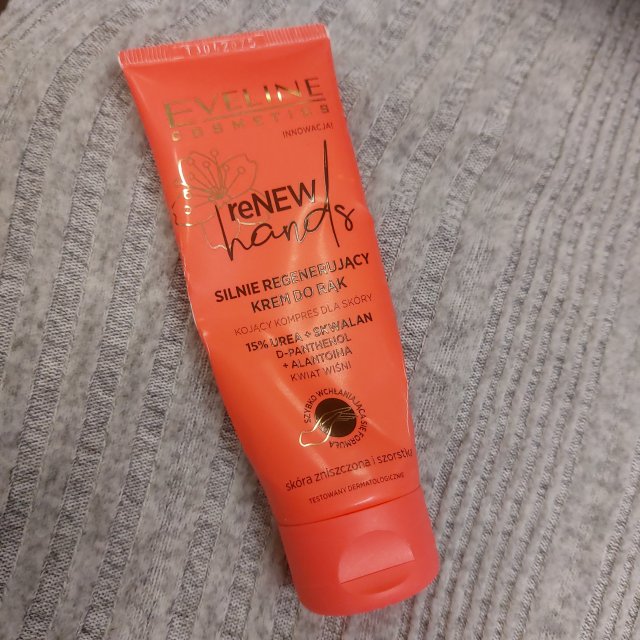 EVELINE
COSMETICS
INNOWACJA!
reNEW
hands
SILNIE REGENERUJĄCY
KREM DO RĄK
KOJĄCY KOMPRES DLA SKÓRY
15% UREA + SKWALAN
D-PANTHENOL
+ ALANTOINA
KWIAT WIŚNI
SZYBKO WCHŁANIAJĄCA SIĘ FORMUŁA
skóra zniszczona i szorstka
TESTOWANY DERMATOLOGICZNIE